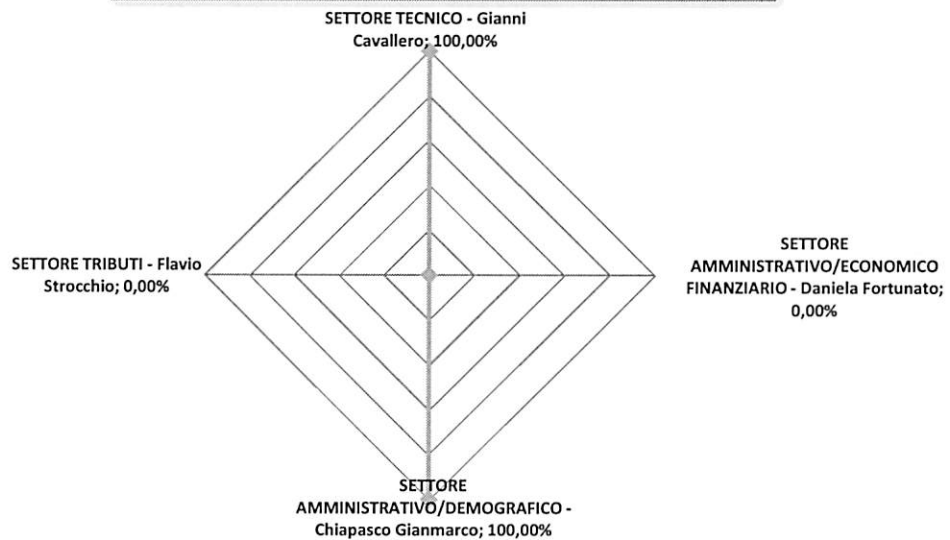 SETTORE TECNICO - Gianni
Cavallero; 100,00%
SETTORE TRIBUTI - Flavio
Strocchio; 0,00%
SETTORE
AMMINISTRATIVO/ECONOMICO
FINANZIARIO - Daniela Fortunato;
0,00%
SETTORE
AMMINISTRATIVO/DEMOGRAFICO -
Chiapasco Gianmarco; 100,00%